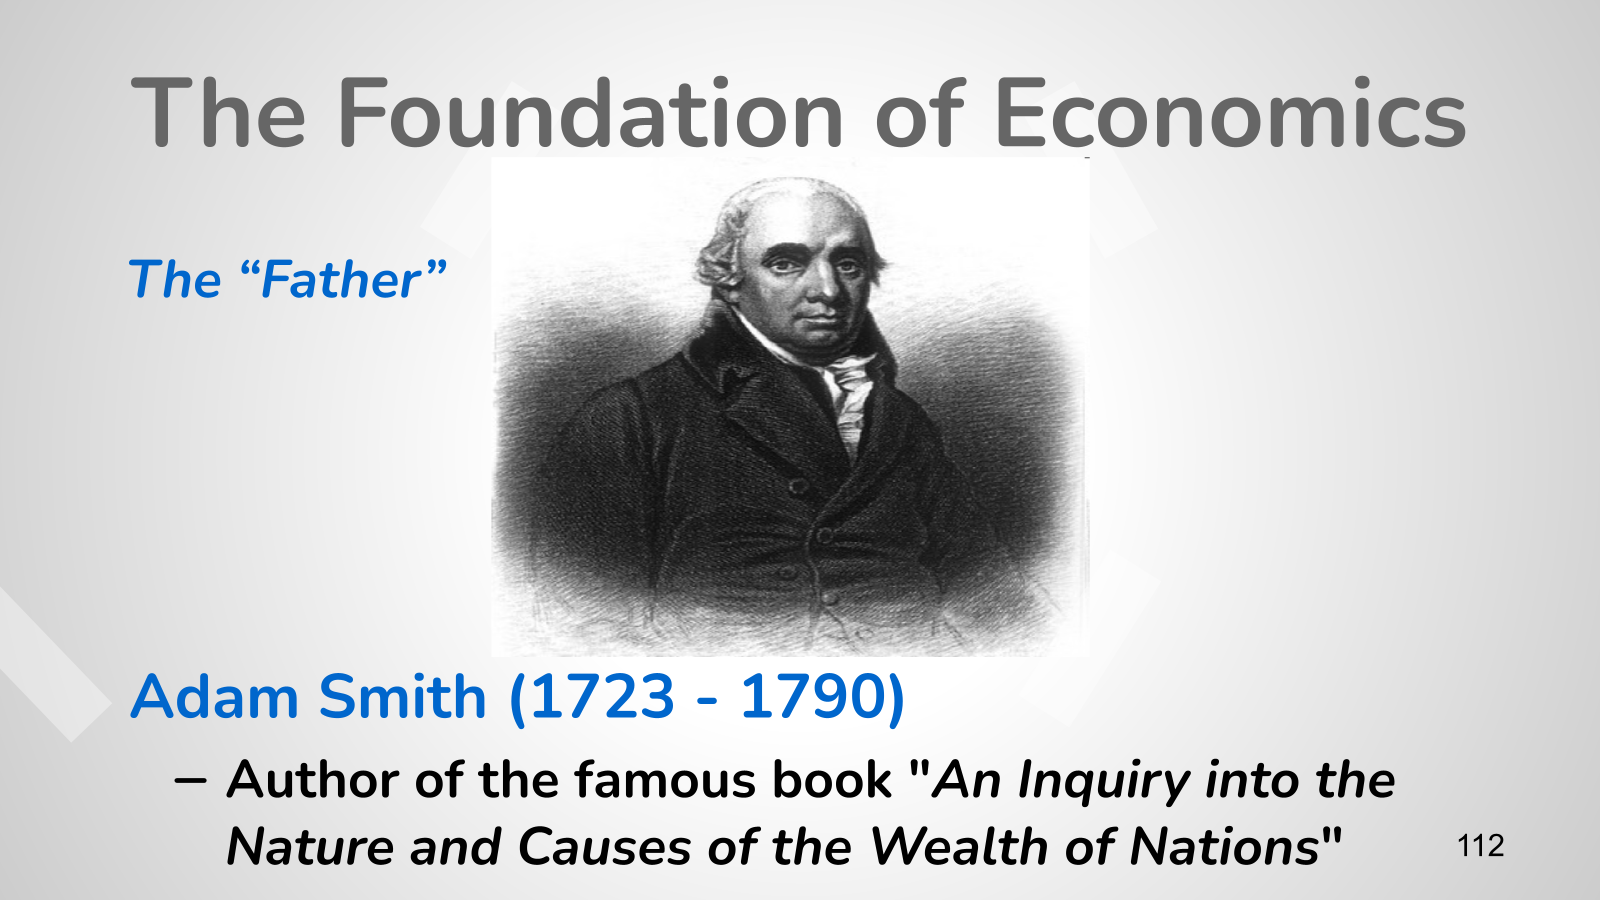 The Foundation of Economics
The “Father”
Adam Smith (1723 - 1790)
– Author of the famous book "An Inquiry into the
Nature and Causes of the Wealth of Nations"
112